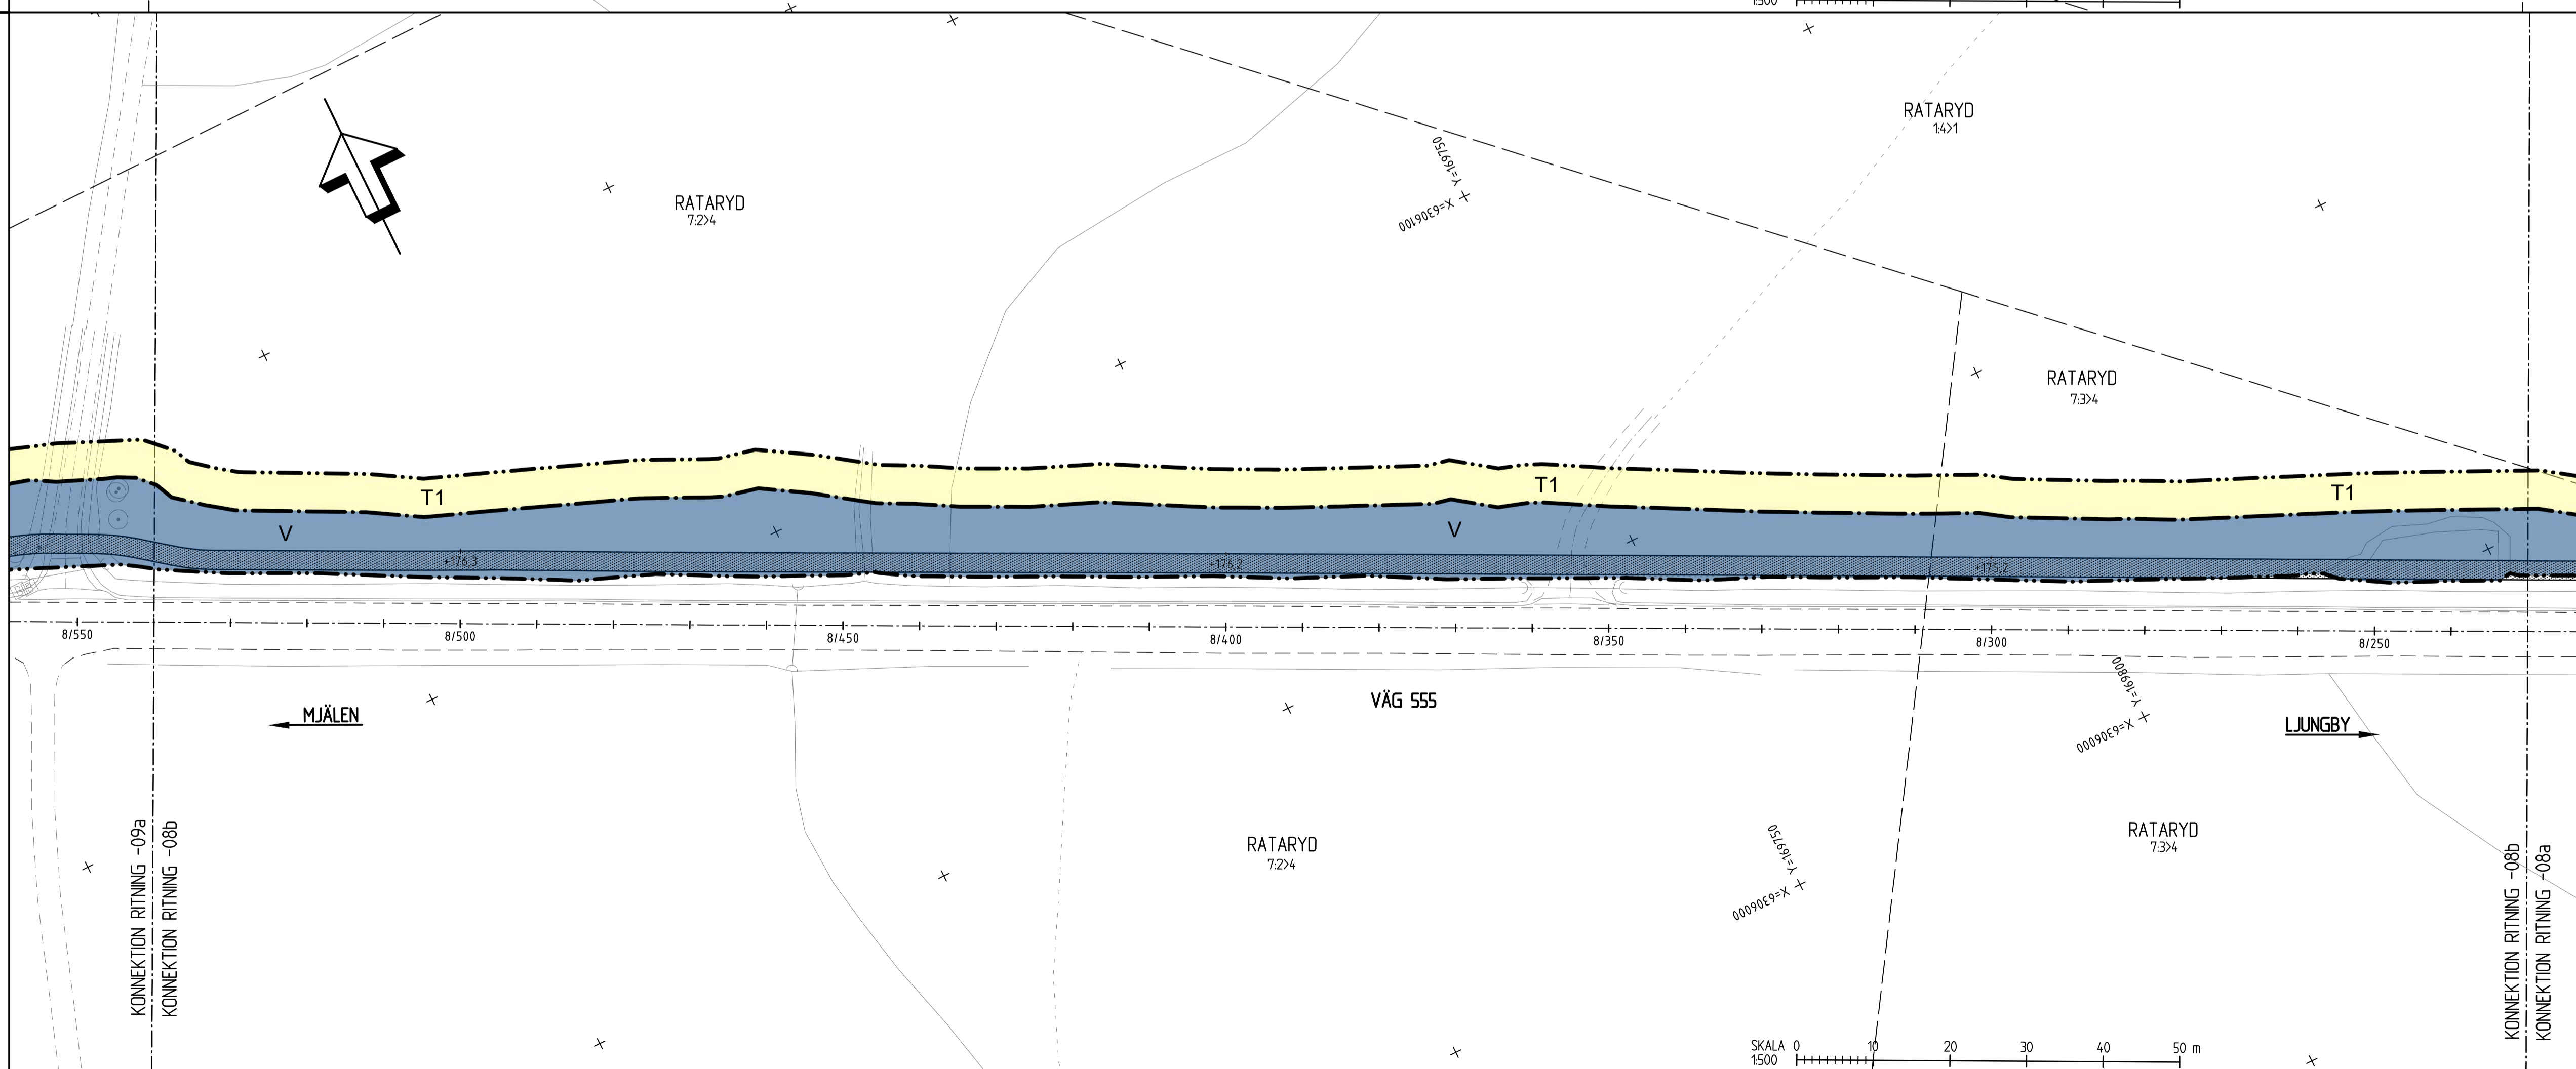 1:500
RATARYD
1:4>1
Y=169750
X=6306100
RATARYD
7:2>4
RATARYD
7:3>4
T1
T1
T1
V
V
+176,3
+176,2
+175,2
8/550
8/500
8/450
8/400
8/350
8/300
8/250
MJÄLEN
VÄG 555
LJUNGBY
Y=169800
X=6306000
RATARYD
7:2>4
RATARYD
7:3>4
Y=169750
X=6306000
KONNEKTION RITNING -09a
KONNEKTION RITNING -08b
KONNEKTION RITNING -08b
KONNEKTION RITNING -08a
SKALA 0 10 20 30 40 50 m
1:500